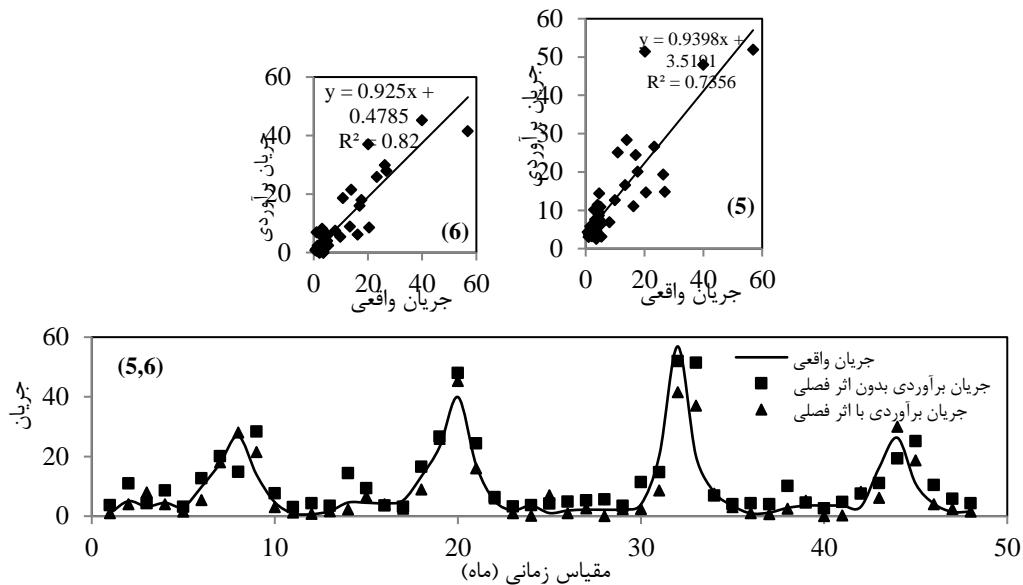 60
40
20
0
0 20 40 60
y = 0.925x +
0.4785
R² = 0.82
(6)
جریان برآوردی
جریان واقعی
60
50
40
30
20
10
0
0 20 40 60
y = 0.9398x +
3.5191
R² = 0.7356
(5)
جریان برآوردی
جریان واقعی
60
40
20
0
0 10 20 30 40 50
(5,6)
جریان
جریان واقعی
جریان برآوردی بدون اثر فصلی
جریان برآوردی با اثر فصلی
مقیاس زمانی (ماه)